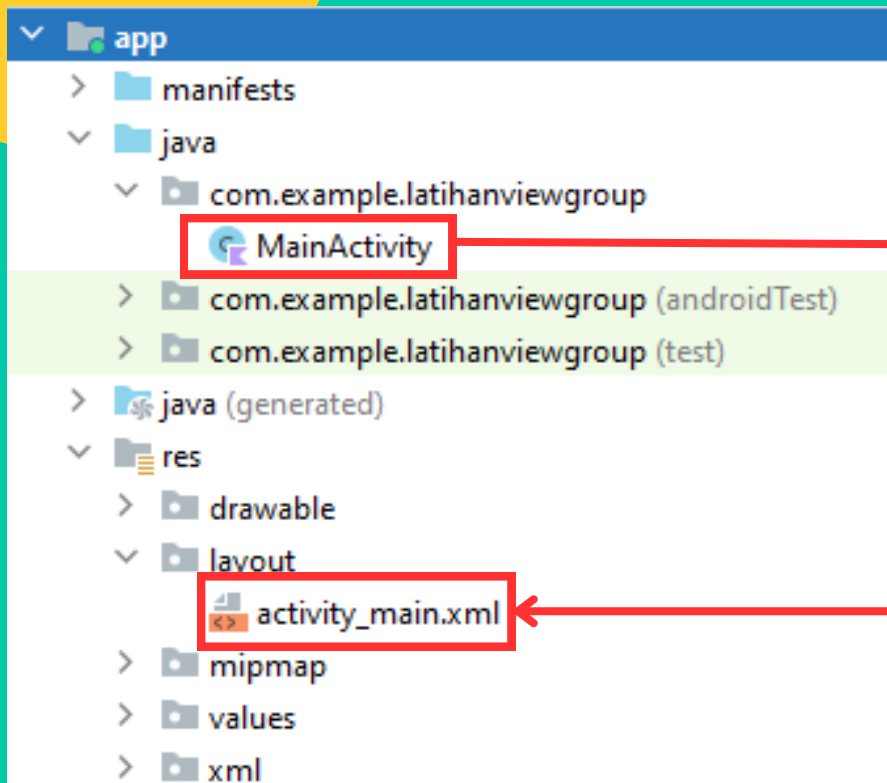 app
manifests
java
com.example.latihanviewgroup
MainActivity
com.example.latihanviewgroup (androidTest)
com.example.latihanviewgroup (test)
java (generated)
res
drawable
layout
activity_main.xml
mipmap
values
xml